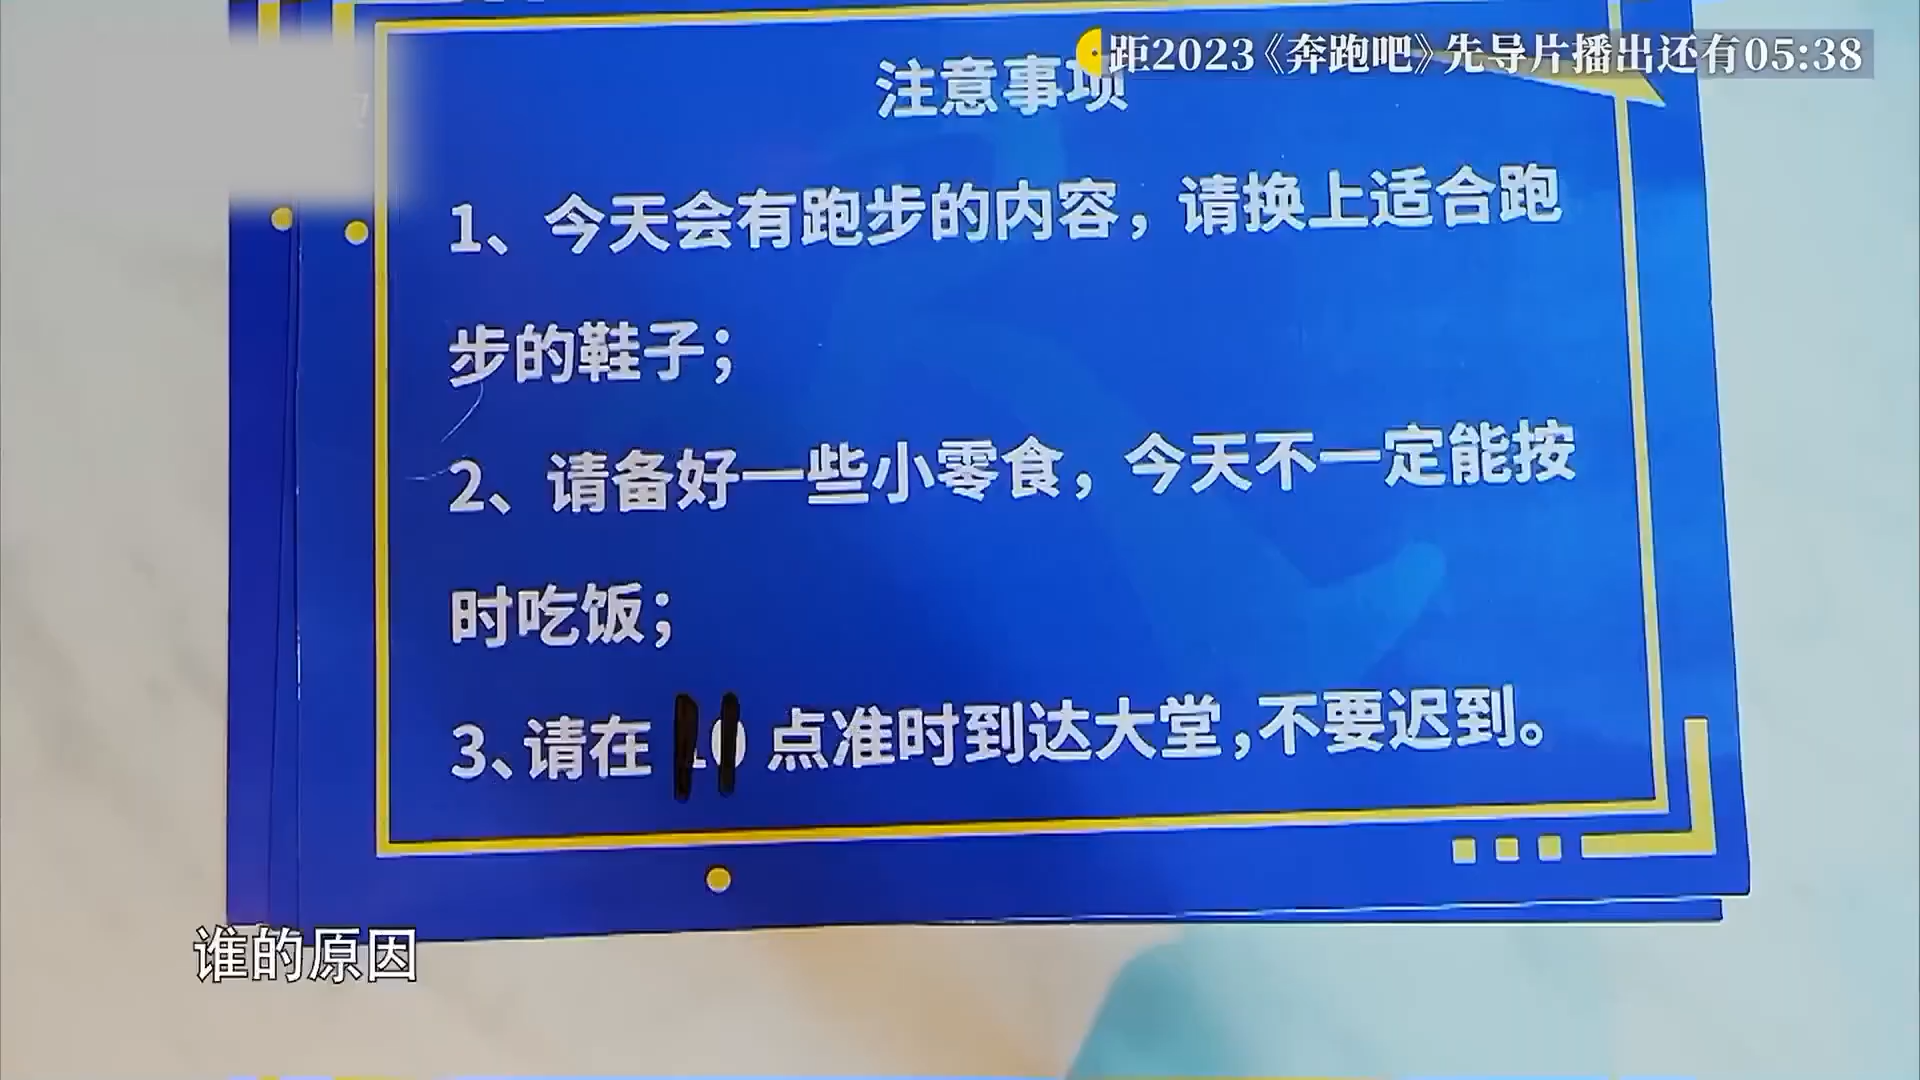 距2023《奔跑吧》先导片播出还有05:38
注意事项
1、今天会有跑步的内容，请换上适合跑
步的鞋子；
2、请备好一些小零食，今天不一定能按
时吃饭；
3、请在 11 点准时到达大堂，不要迟到。
谁的原因